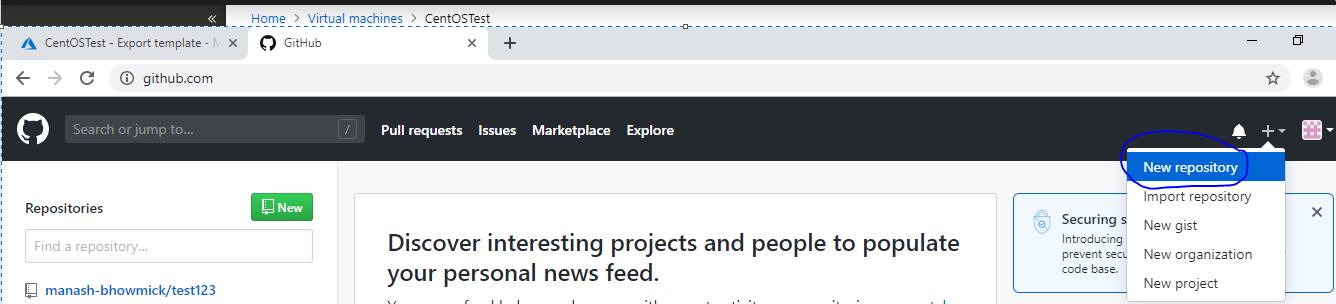 « Home > Virtual machines > CentOSTest
CentOSTest - Export template - M
GitHub
github.com
Search or jump to... /
Pull requests Issues Marketplace Explore
New repository
Import repository
New gist
New organization
New project
Repositories
New
Find a repository...
manash-bhowmick/test123
Discover interesting projects and people to populate
your personal news feed.
Securing s
Introducing
prevent secu
code base.